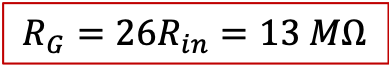 R_G = 26R_in = 13 MΩ